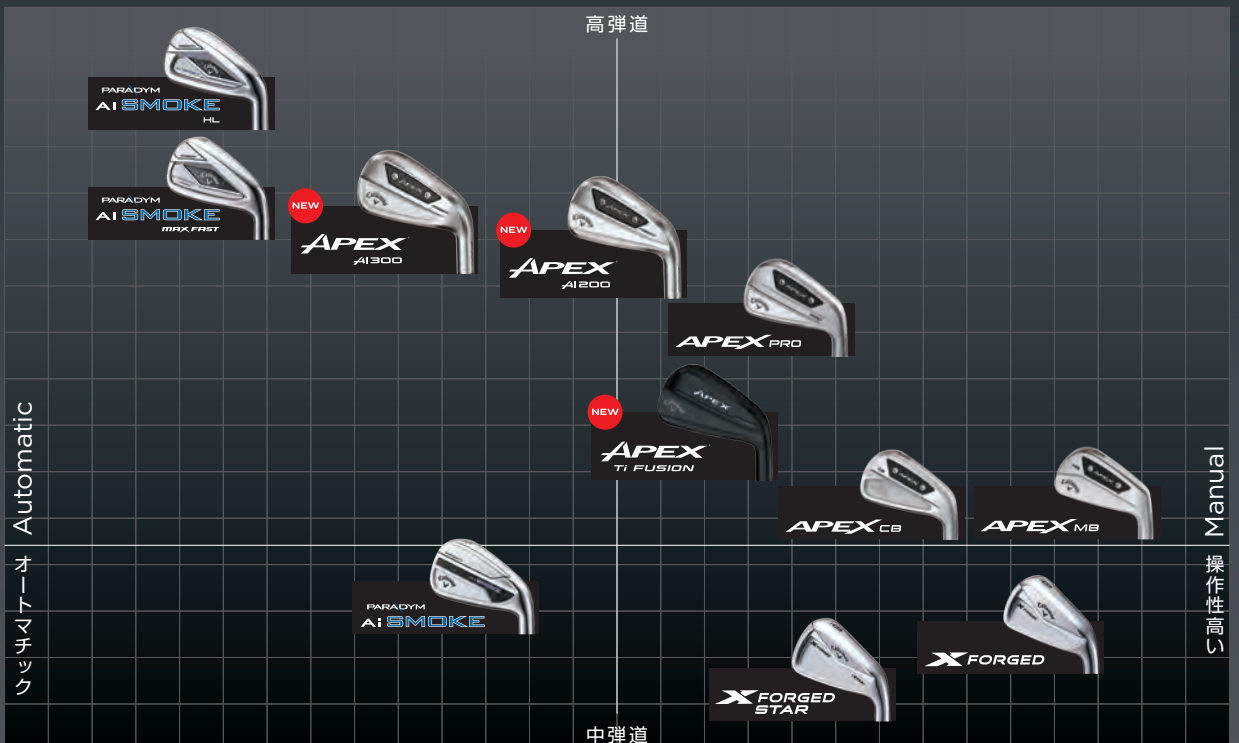 高弾道
PARADYM
Ai SMOKE
HL
PARADYM
Ai SMOKE
MAX FAST
NEW
APEX
Ai300
NEW
APEX
Ai200
APEX PRO
NEW
APEX
Ti FUSION
APEX CB
APEX MB
Automatic
オートマチック
Manual
操作性高い
PARADYM
Ai SMOKE
X FORGED
X FORGED
STAR
中弾道